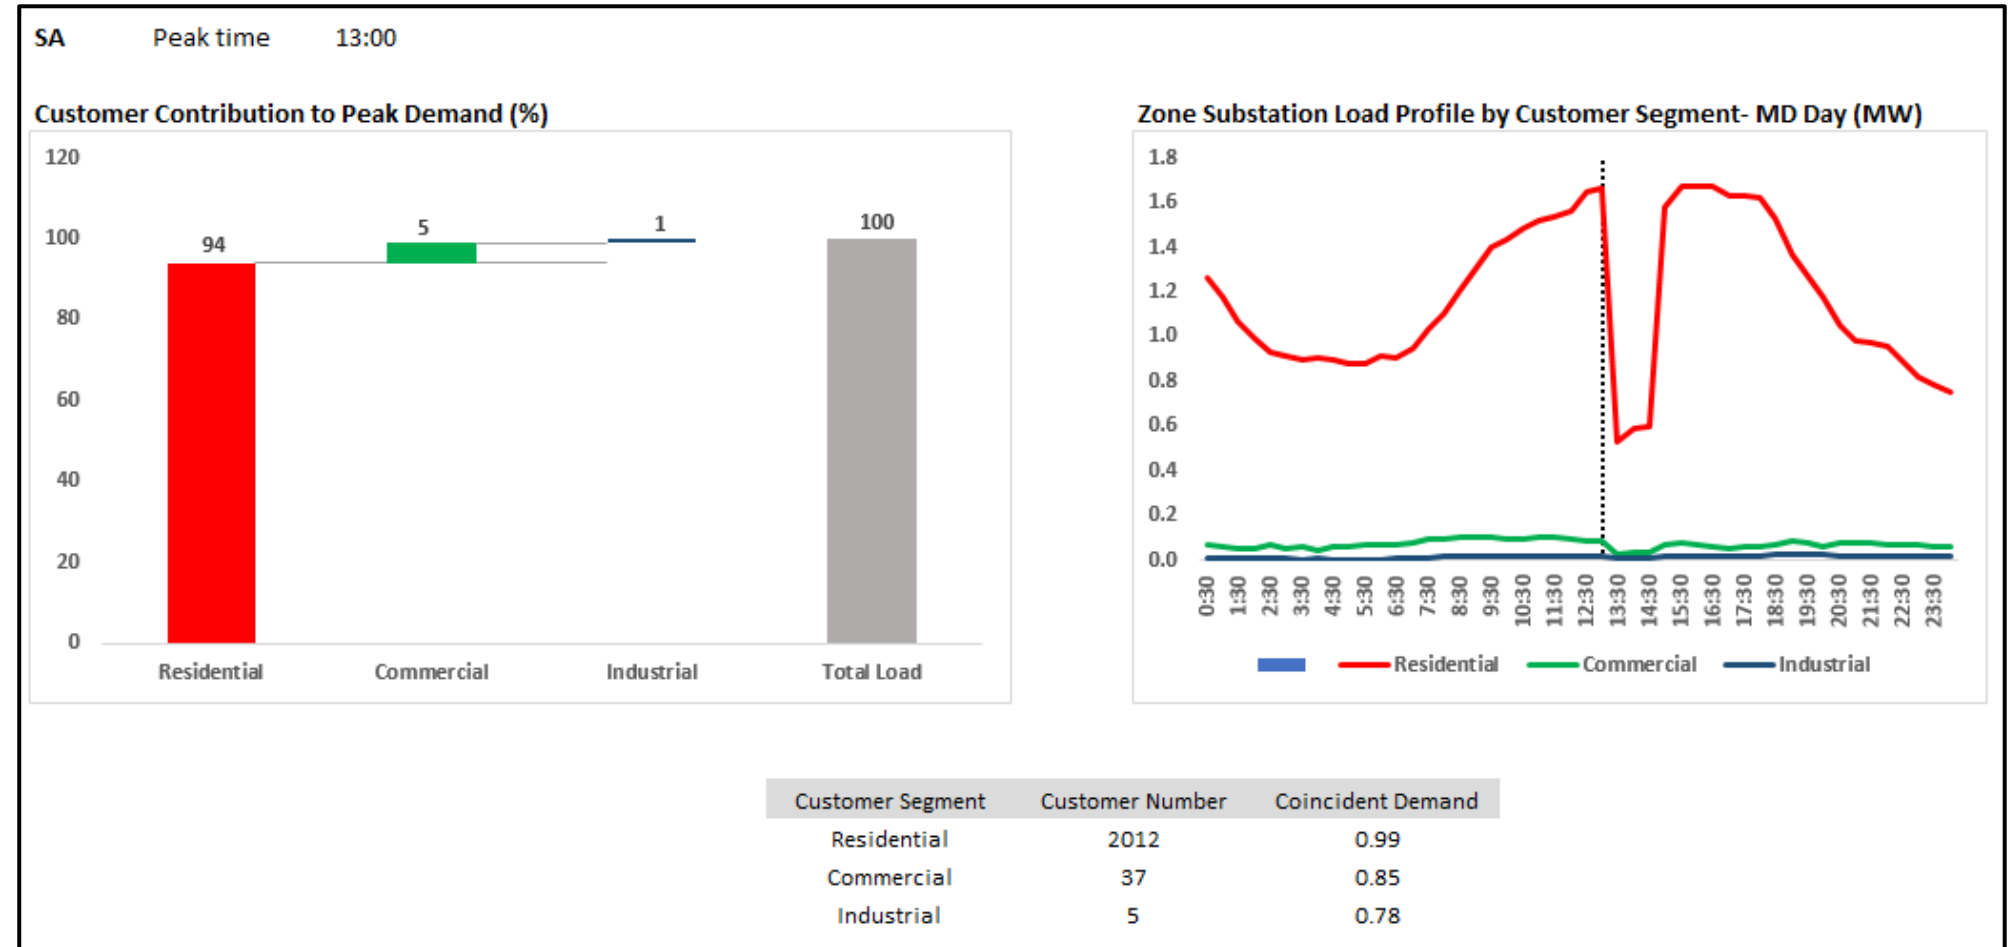 SA Peak time 13:00
Customer Contribution to Peak Demand (%)
120
100
80
60
40
20
0
94
5
1
100
Residential Commercial Industrial Total Load
Zone Substation Load Profile by Customer Segment- MD Day (MW)
1.8
1.6
1.4
1.2
1.0
0.8
0.6
0.4
0.2
0.0
0:30 1:30 2:30 3:30 4:30 5:30 6:30 7:30 8:30 9:30 10:30 11:30 12:30 13:30 14:30 15:30 16:30 17:30 18:30 19:30 20:30 21:30 22:30 23:30
Residential Commercial Industrial
Customer Segment Customer Number Coincident Demand
Residential 2012 0.99
Commercial 37 0.85
Industrial 5 0.78